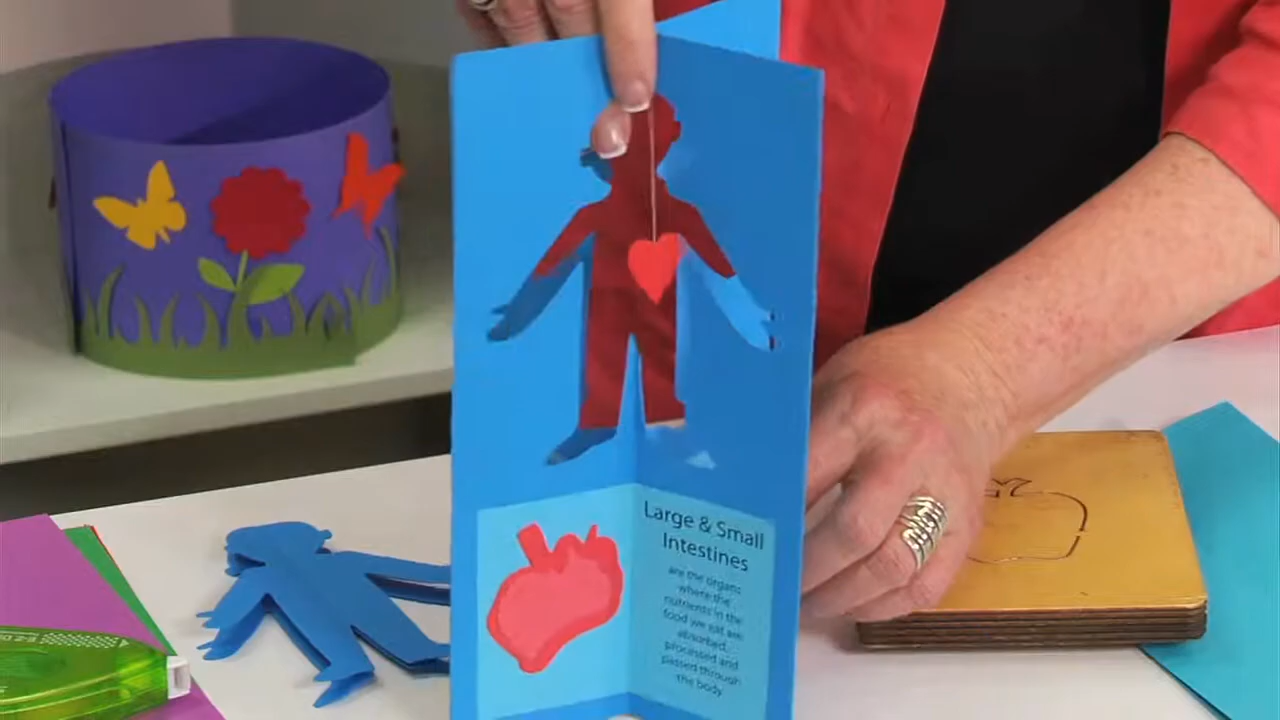 Large & Small
Intestines
are the organs
where the
nutrients in the
food we eat are
absorbed,
processed and
passed through
the body